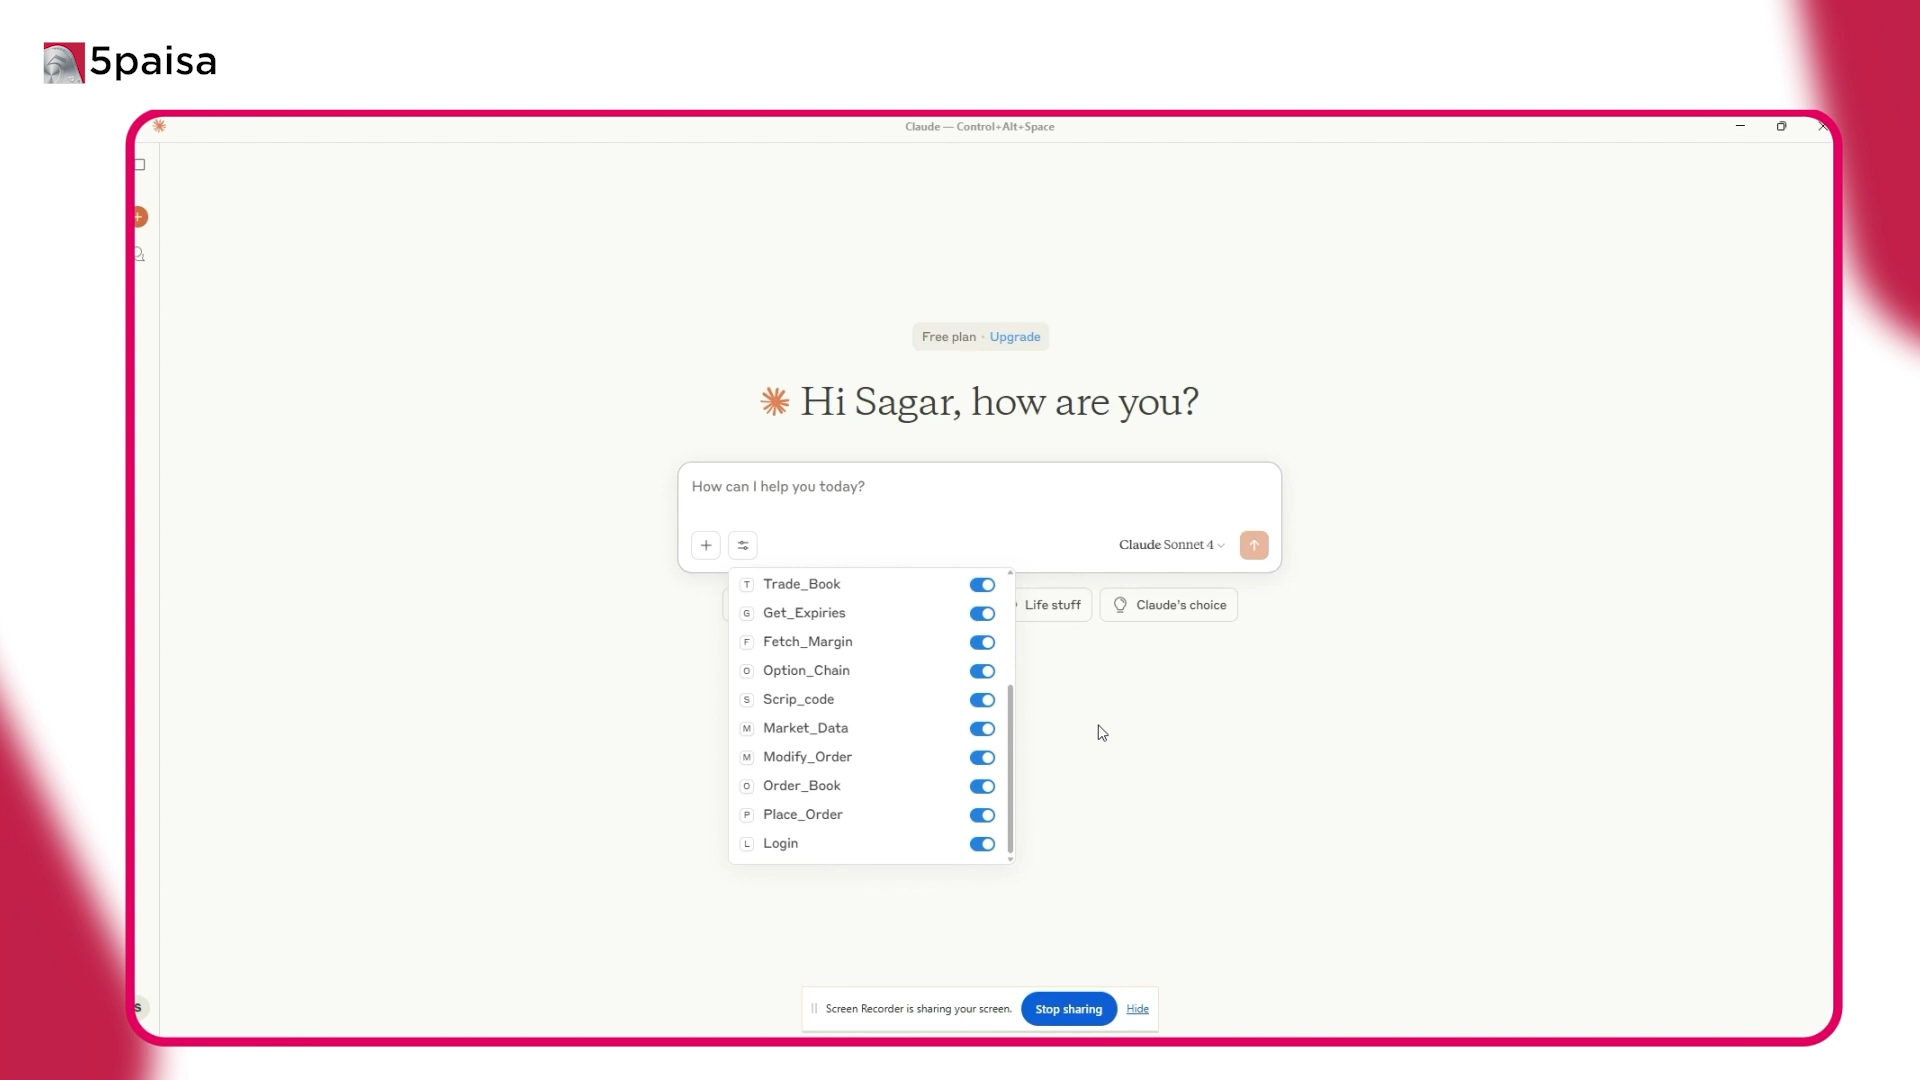 5paisa
Claude — Control+Alt+Space
Free plan · Upgrade
Hi Sagar, how are you?
How can I help you today?
Claude Sonnet 4
T Trade_Book
G Get_Expiries
Life stuff
Claude's choice
F Fetch_Margin
O Option_Chain
S Scrip_code
M Market_Data
M Modify_Order
O Order_Book
P Place_Order
L Login
S
Screen Recorder is sharing your screen. Stop sharing Hide